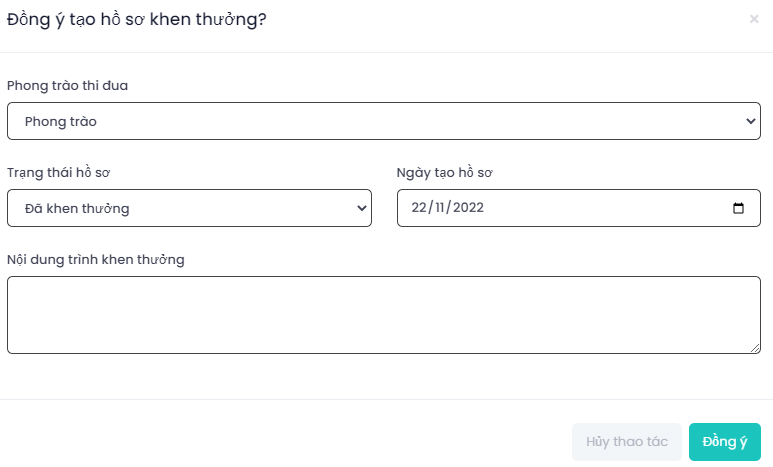 Đồng ý tạo hồ sơ khen thưởng?
×
Phong trào thi đua
Phong trào
Trạng thái hồ sơ
Ngày tạo hồ sơ
Đã khen thưởng
22/11/2022
Nội dung trình khen thưởng
Hủy thao tác
Đồng ý